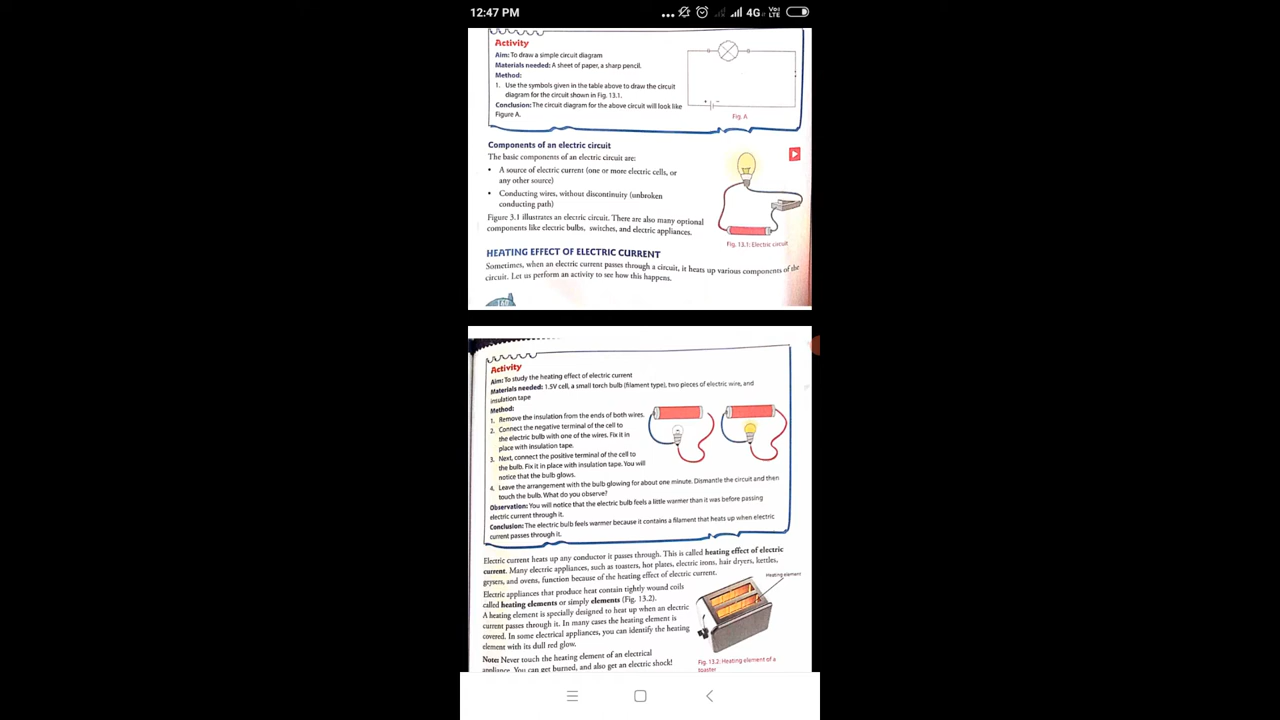 12:47 PM
4G
Vo)
LTE
Activity
Aim: To draw a simple circuit diagram
Materials needed: A sheet of paper, a sharp pencil.
Method:
1. Use the symbols given in the table above to draw the circuit
diagram for the circuit shown in Fig. 13.1.
Conclusion: The circuit diagram for the above circuit will look like
Figure A.
+ -
Fig. A
Components of an electric circuit
The basic components of an electric circuit are:
• A source of electric current (one or more electric cells, or
any other source)
• Conducting wires, without discontinuity (unbroken
conducting path)
Figure 3.1 illustrates an electric circuit. There are also many optional
components like electric bulbs, switches, and electric appliances.
Fig. 13.1: Electric circuit
HEATING EFFECT OF ELECTRIC CURRENT
Sometimes, when an electric current passes through a circuit, it heats up various components of the
circuit. Let us perform an activity to see how this happens.
Activity
Aim: To study the heating effect of electric current
Materials needed: 1.5V cell, a small torch bulb (filament type), two pieces of electric wire, and
insulation tape
Method:
1. Remove the insulation from the ends of both wires.
2. Connect the negative terminal of the cell to
the electric bulb with one of the wires. Fix it in
place with insulation tape.
3. Next, connect the positive terminal of the cell to
the bulb. Fix it in place with insulation tape. You will
notice that the bulb glows.
4. Leave the arrangement with the bulb glowing for about one minute. Dismantle the circuit and then
touch the bulb. What do you observe?
Observation: You will notice that the electric bulb feels a little warmer than it was before passing
electric current through it.
Conclusion: The electric bulb feels warmer because it contains a filament that heats up when electric
current passes through it.
Electric current heats up any conductor it passes through. This is called heating effect of electric
current. Many electric appliances, such as toasters, hot plates, electric irons, hair dryers, kettles,
geysers, and ovens, function because of the heating effect of electric current.
Electric appliances that produce heat contain tightly wound coils
called heating elements or simply elements (Fig. 13.2).
A heating element is specially designed to heat up when an electric
current passes through it. In many cases the heating element is
covered. In some electrical appliances, you can identify the heating
element with its dull red glow.
Note: Never touch the heating element of an electrical
appliance. You can get burned, and also get an electric shock!
Heating element
Fig. 13.2: Heating element of a
toaster